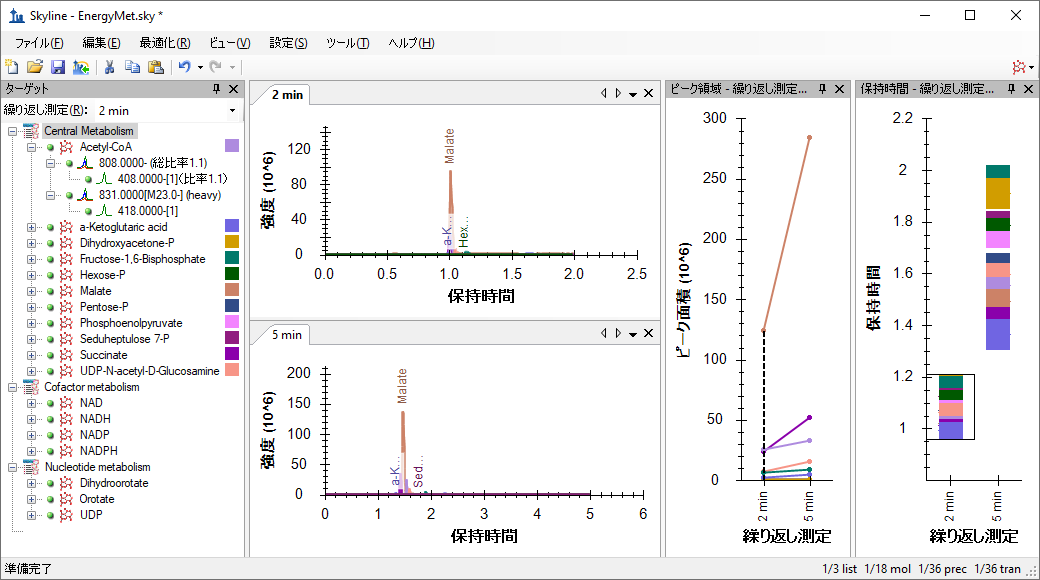 Skyline - EnergyMet.sky *
ファイル(F) 編集(E) 最適化(R) ビュー(V) 設定(S) ツール(T) ヘルプ(H)
ターゲット
繰り返し測定(R): 2 min
Central Metabolism
Acetyl-CoA
808.0000- (総比率1.1)
408.0000-[1](比率1.1)
831.0000[M23.0-] (heavy)
418.0000-[1]
a-Ketoglutaric acid
Dihydroxyacetone-P
Fructose-1,6-Bisphosphate
Hexose-P
Malate
Pentose-P
Phosphoenolpyruvate
Seduheptulose 7-P
Succinate
UDP-N-acetyl-D-Glucosamine
Cofactor metabolism
NAD
NADH
NADP
NADPH
Nucleotide metabolism
Dihydroorotate
Orotate
UDP
2 min
強度 (10^6)
120
80
40
0
Malate
a-K...
Hex...
0.0 0.5 1.0 1.5 2.0 2.5
保持時間
5 min
強度 (10^6)
200
150
100
50
0
Malate
a-K...
Sed...
0 1 2 3 4 5 6
保持時間
ピーク領域 - 繰り返し測定...
ピーク面積 (10^6)
300
250
200
150
100
50
0
2 min 5 min
繰り返し測定
保持時間 - 繰り返し測定...
保持時間
2.2
2
1.8
1.6
1.4
1.2
1
2 min 5 min
繰り返し測定
準備完了
1/3 list 1/18 mol 1/36 prec 1/36 tran